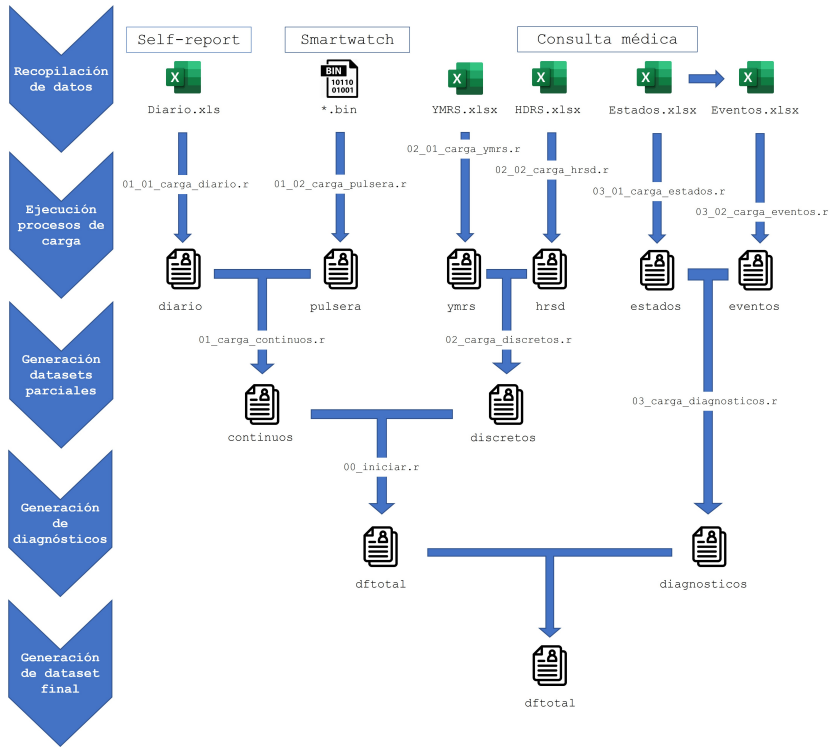 Self-report
Smartwatch
Consulta médica
Recopilación
de datos
X
BIN
10110
01001
X
X
X
X
Diario.xls
*.bin
YMRS.xlsx
HDRS.xlsx
Estados.xlsx
Eventos.xlsx
02_01_carga_ymrs.r
02_02_carga_hrsd.r
01_01_carga_diario.r
01_02_carga_pulsera.r
03_01_carga_estados.r
03_02_carga_eventos.r
Ejecución
procesos de
carga
diario
pulsera
ymrs
hrsd
estados
eventos
01_carga_continuos.r
02_carga_discretos.r
Generación
datasets
parciales
03_carga_diagnosticos.r
continuos
discretos
00_iniciar.r
Generación
de
diagnósticos
dftotal
diagnosticos
Generación
de dataset
final
dftotal